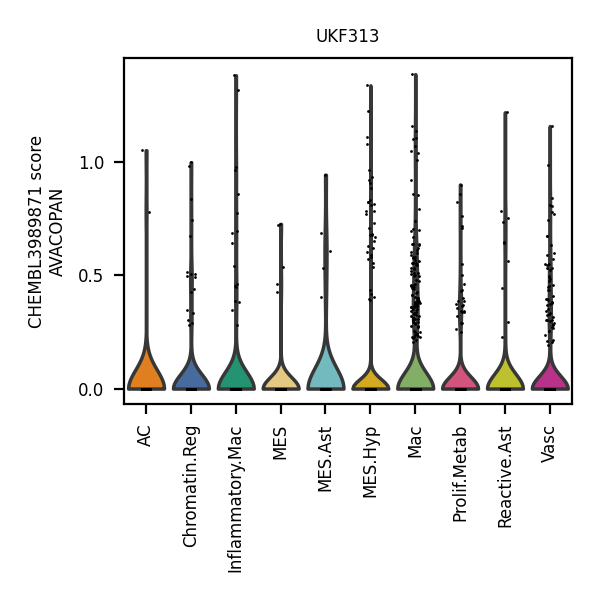 UKF313
CHEMBL3989871 score
AVACOPAN
1.0
0.5
0.0
AC
Chromatin.Reg
Inflammatory.Mac
MES
MES.Ast
MES.Hyp
Mac
Prolif.Metab
Reactive.Ast
Vasc